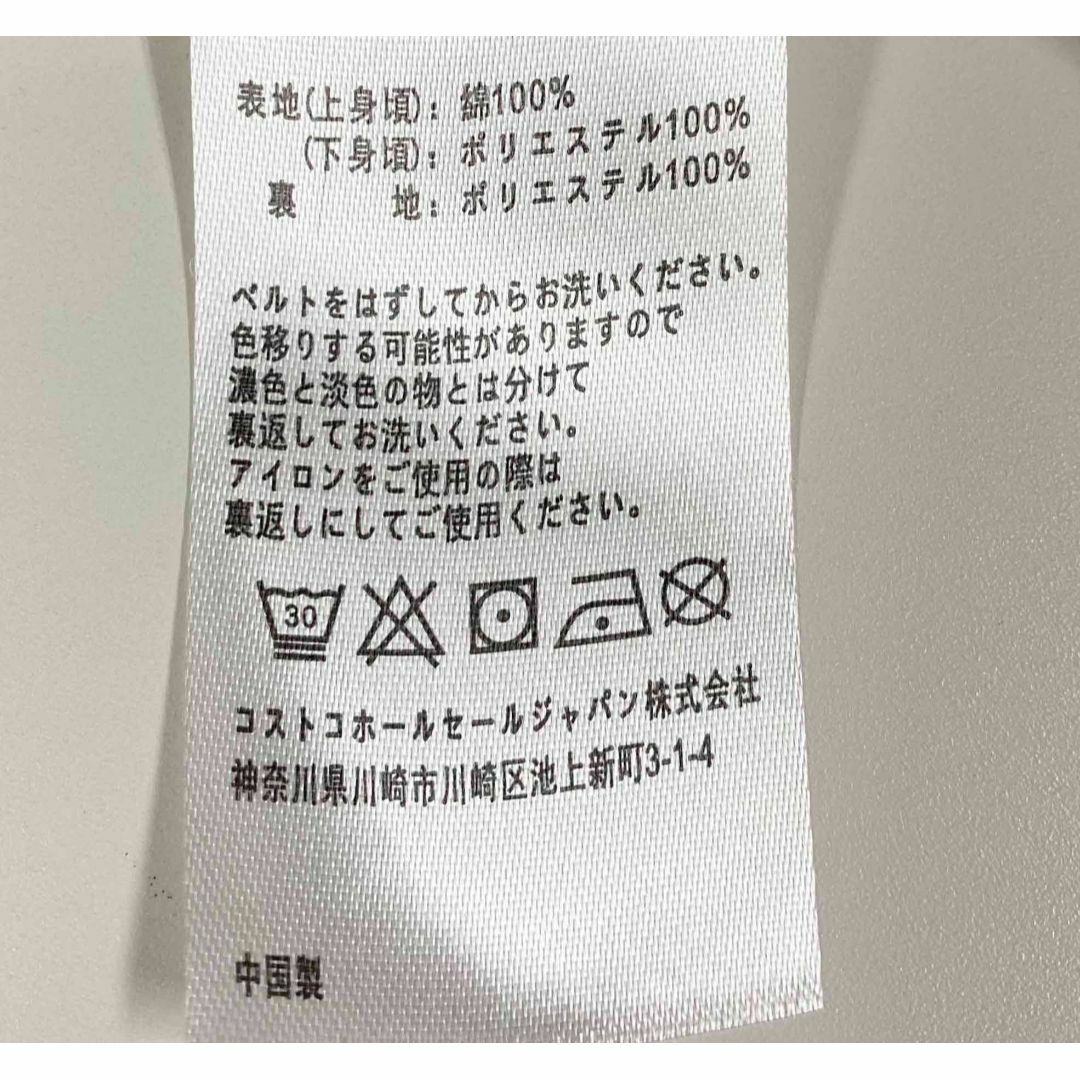 表地(上身頃): 綿100%
(下身頃): ポリエステル100%
裏 地: ポリエステル100%
ベルトをはずしてからお洗いください。
色移りする可能性がありますので
濃色と淡色の物とは分けて
裏返してお洗いください。
アイロンをご使用の際は
裏返しにしてご使用ください。
30
コストコホールセールジャパン株式会社
神奈川県川崎市川崎区池上新町3-1-4
中国製